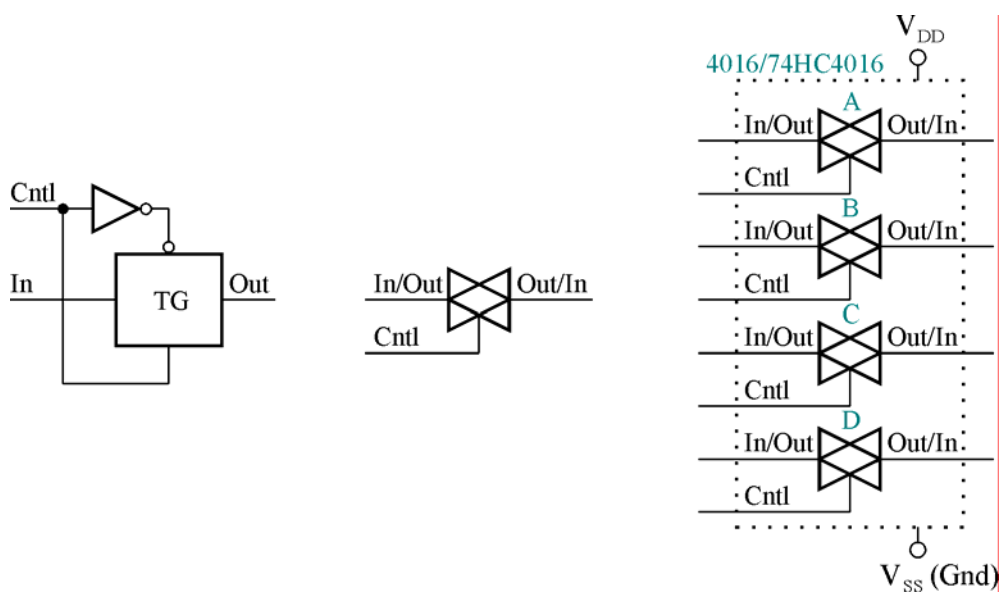 Cntl
In
TG
Out
In/Out
Out/In
Cntl
V_DD
4016/74HC4016
A
In/Out
Out/In
Cntl
B
In/Out
Out/In
Cntl
C
In/Out
Out/In
Cntl
D
In/Out
Out/In
Cntl
V_SS (Gnd)